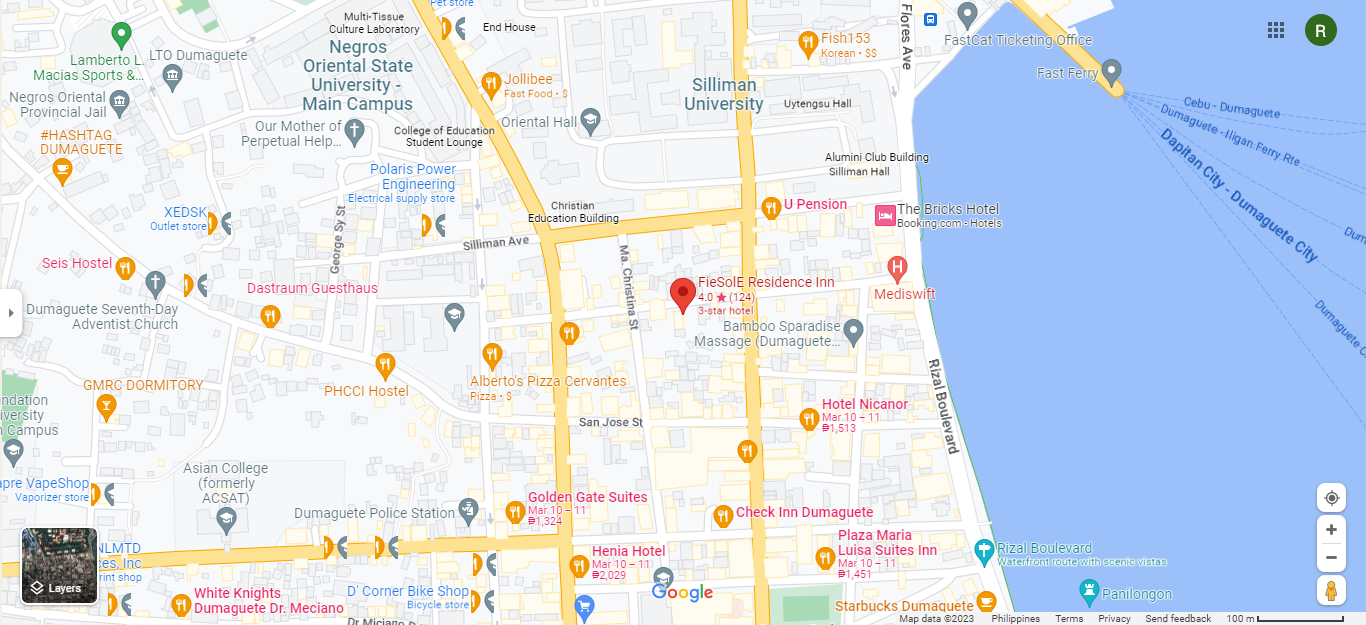 Pet store
Multi-Tissue
Culture Laboratory
End House
Flores Ave
FastCat Ticketing Office
R
Lamberto L.
Macias Sports &...
LTO Dumaguete
Negros
Oriental State
University -
Main Campus
Fish153
Korean • $$
Jollibee
Fast Food • $
Silliman
University
Uytengsu Hall
Fast Ferry
Negros Oriental
Provincial Jail
Cebu - Dumaguete
Dumaguete - Iligan Ferry Rte
Dapitan City - Dumaguete City
Our Mother of
Perpetual Help...
College of Education
Student Lounge
Oriental Hall
#HASHTAG
DUMAGUETE
Alumni Club Building
Silliman Hall
Polaris Power
Engineering
Electrical supply store
XEDSK
Outlet store
George Sy St
Christian
Education Building
U Pension
The Bricks Hotel
Booking.com - Hotels
Silliman Ave
Ma. Christina St
Seis Hostel
Dastraum Guesthaus
FieSolE Residence Inn
4.0 ★ (124)
3-star hotel
Mediswift
Dumaguete Seventh-Day
Adventist Church
Bamboo Sparadise
Massage (Dumaguete...
Rizal Boulevard
GMRC DORMITORY
PHCCI Hostel
Alberto's Pizza Cervantes
Pizza • $
ndation
iversity
n Campus
San Jose St
Hotel Nicanor
Mar 10 – 11
₱1,513
Asian College
(formerly
ACSAT)
apre VapeShop
Vaporizer store
Dumaguete Police Station
Golden Gate Suites
Mar 10 – 11
₱1,324
Check Inn Dumaguete
Plaza Maria
Luisa Suites Inn
Mar 10 – 11
₱1,451
Henia Hotel
Mar 10 – 11
₱2,029
Rizal Boulevard
Waterfront route with scenic vistas
NLMTD
ces, Inc
rint shop
Layers
White Knights
Dumaguete Dr. Meciano
D' Corner Bike Shop
Bicycle store
Google
Starbucks Dumaguete
Panilongon
Dr Miciano
Map data ©2023 Philippines Terms Privacy Send feedback 100 m